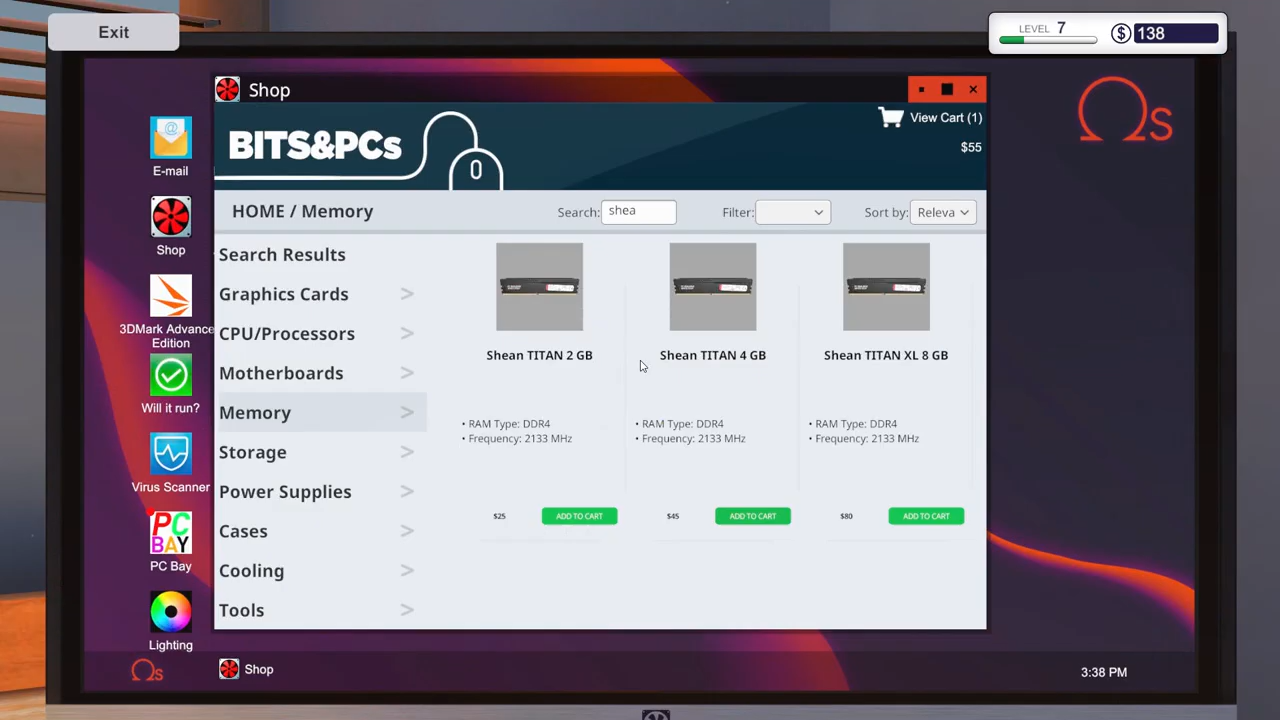 Exit
LEVEL 7
$ 138
Shop
BITS&PCs
View Cart (1)
$55
HOME / Memory
Search: shea
Filter:
Sort by: Releva
Search Results
Graphics Cards >
CPU/Processors >
Motherboards >
Memory >
Storage >
Power Supplies >
Cases >
Cooling >
Tools >
Shean TITAN 2 GB
• RAM Type: DDR4
• Frequency: 2133 MHz
$25
ADD TO CART
Shean TITAN 4 GB
• RAM Type: DDR4
• Frequency: 2133 MHz
$45
ADD TO CART
Shean TITAN XL 8 GB
• RAM Type: DDR4
• Frequency: 2133 MHz
$80
ADD TO CART
E-mail
Shop
3DMark Advance
Edition
Will it run?
Virus Scanner
PC
BAY
PC Bay
Lighting
Ωs
Ωs
Shop
3:38 PM